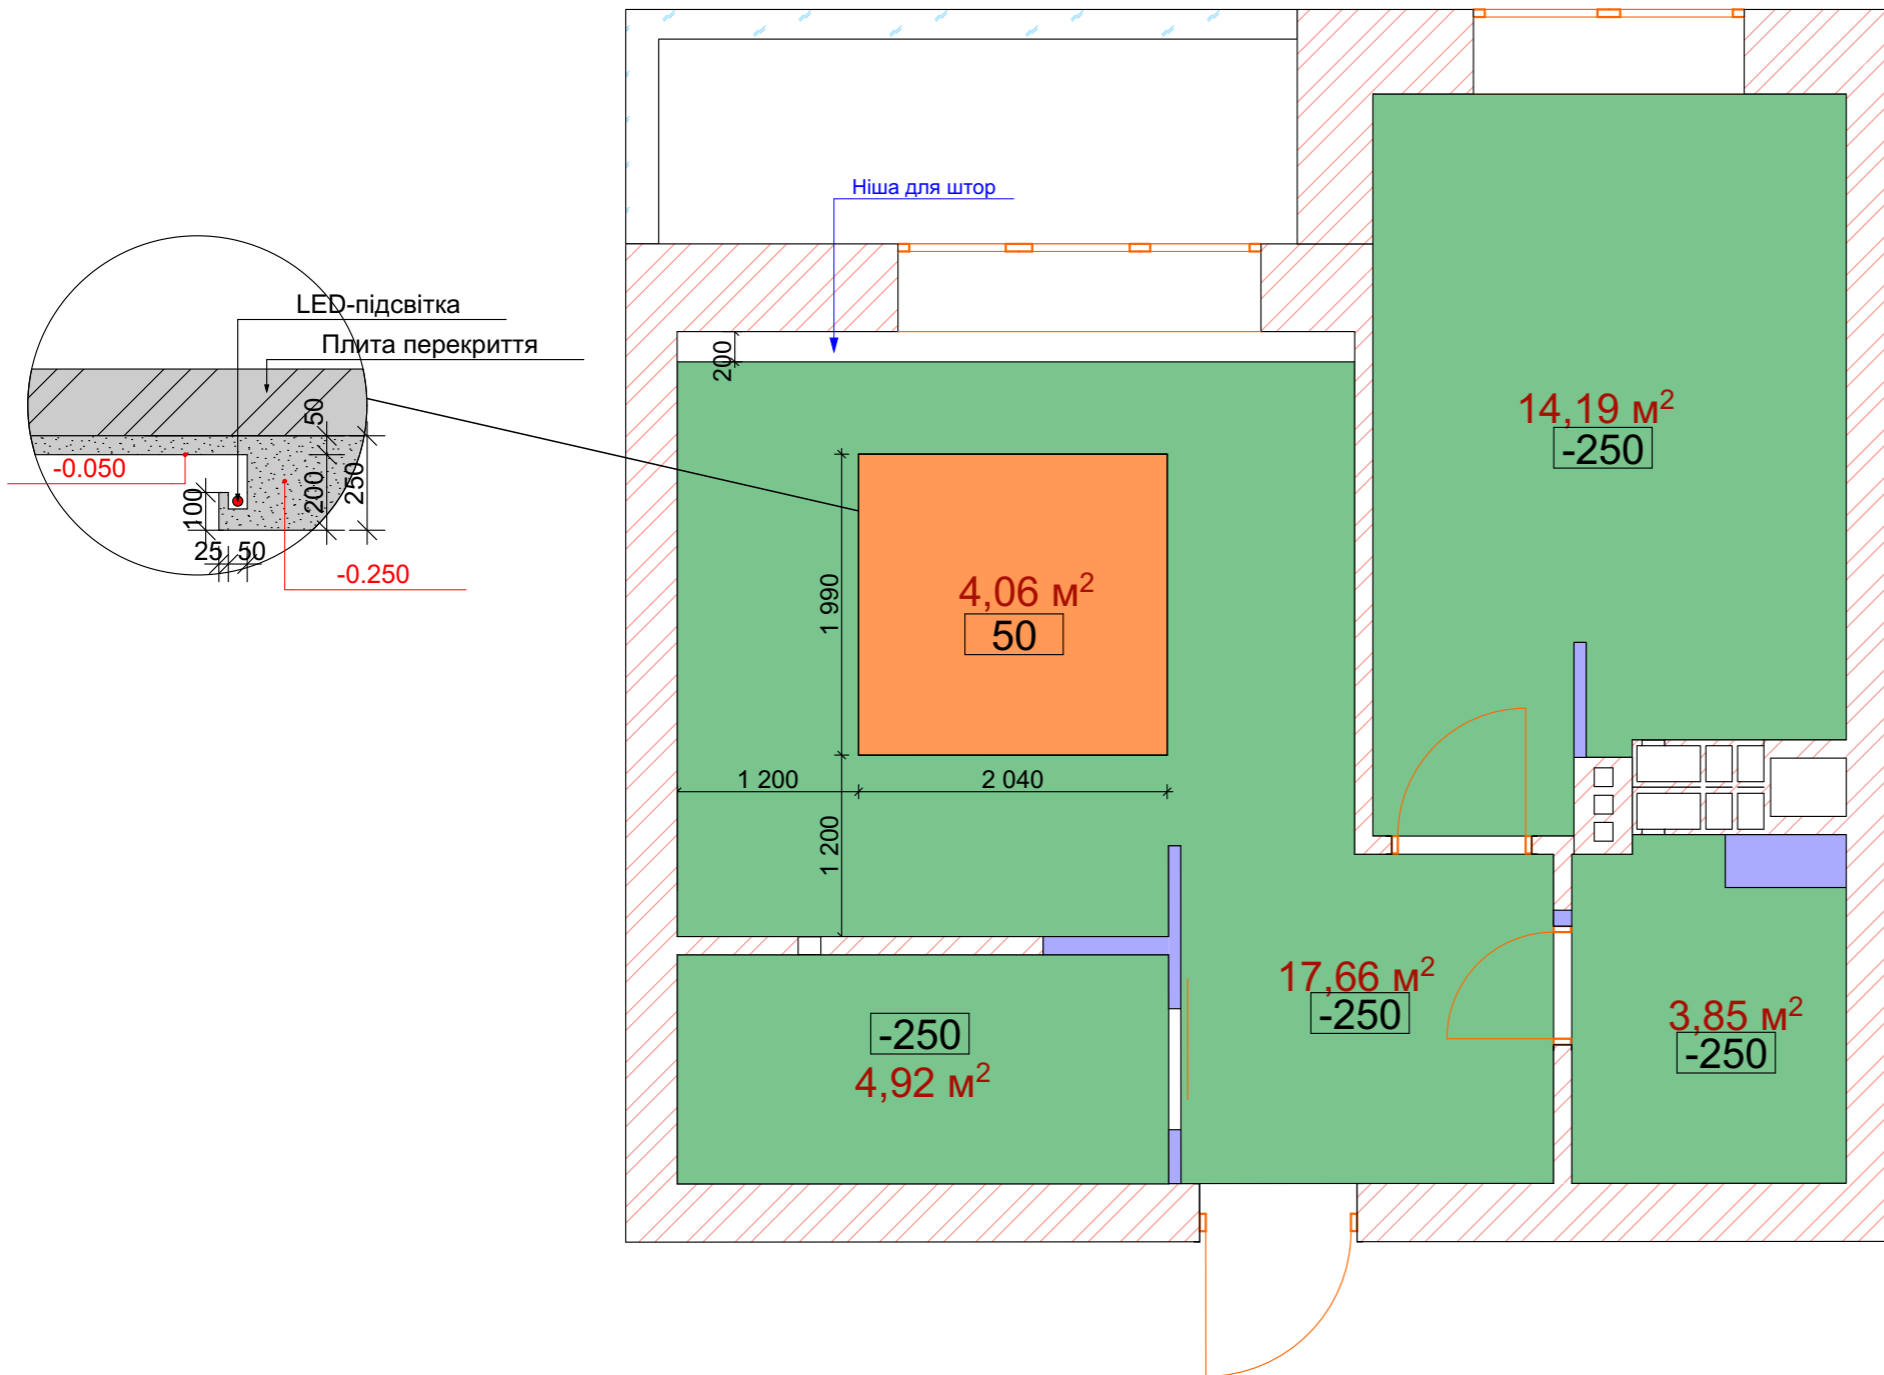 Ніша для штор
LED-підсвітка
Плита перекриття
50
-0.050
200
250
100
25
50
-0.250
200
14,19 м²
-250
4,06 м²
50
1 990
1 200
2 040
1 200
17,66 м²
-250
3,85 м²
-250
-250
4,92 м²